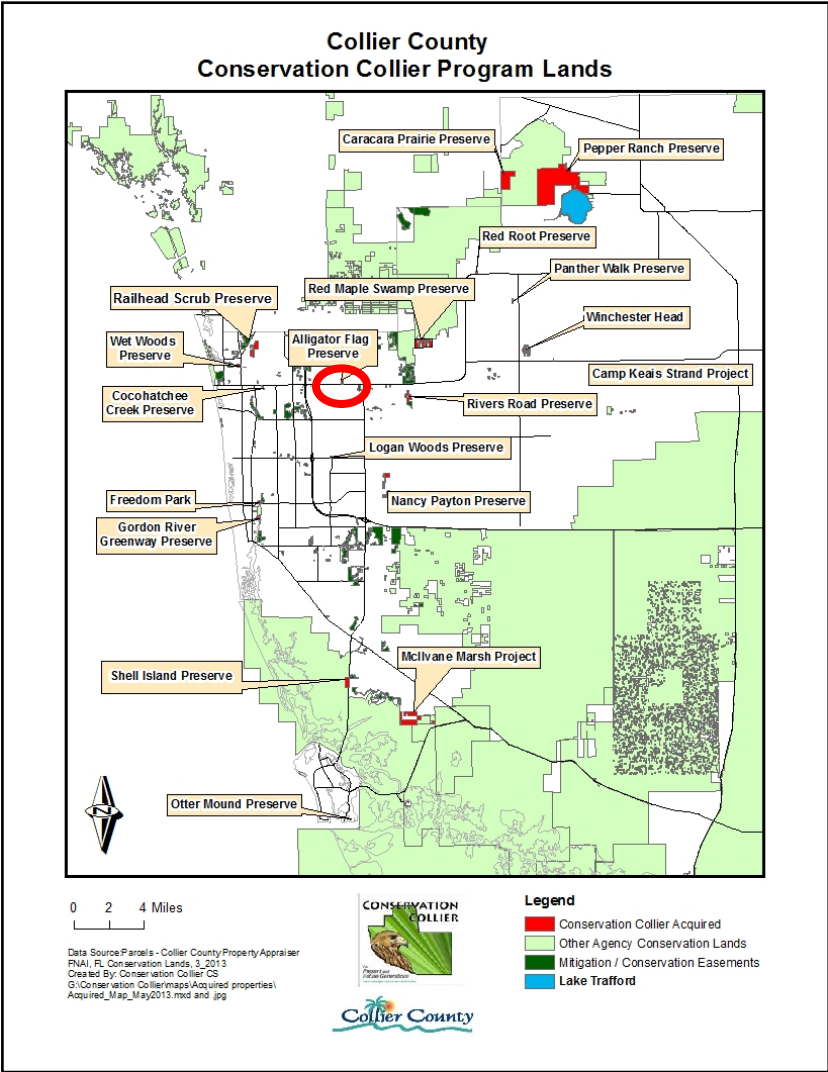 Collier County
Conservation Collier Program Lands
Caracara Prairie Preserve
Pepper Ranch Preserve
Red Root Preserve
Panther Walk Preserve
Railhead Scrub Preserve
Red Maple Swamp Preserve
Winchester Head
Wet Woods
Preserve
Alligator Flag
Preserve
Camp Keais Strand Project
Cocohatchee
Creek Preserve
Rivers Road Preserve
Logan Woods Preserve
Freedom Park
Nancy Payton Preserve
Gordon River
Greenway Preserve
McIlvane Marsh Project
Shell Island Preserve
Otter Mound Preserve
N
0 2 4 Miles
Data Source:Parcels - Collier County Property Appraiser
FNAI, FL Conservation Lands, 3_2013
Created By: Conservation Collier CS
G:\Conservation Collier\maps\Acquired properties\
Acquired_Map_May2013.mxd and .jpg
CONSERVATION
COLLIER
Present and
Future Generations
Collier County
Legend
Conservation Collier Acquired
Other Agency Conservation Lands
Mitigation / Conservation Easements
Lake Trafford